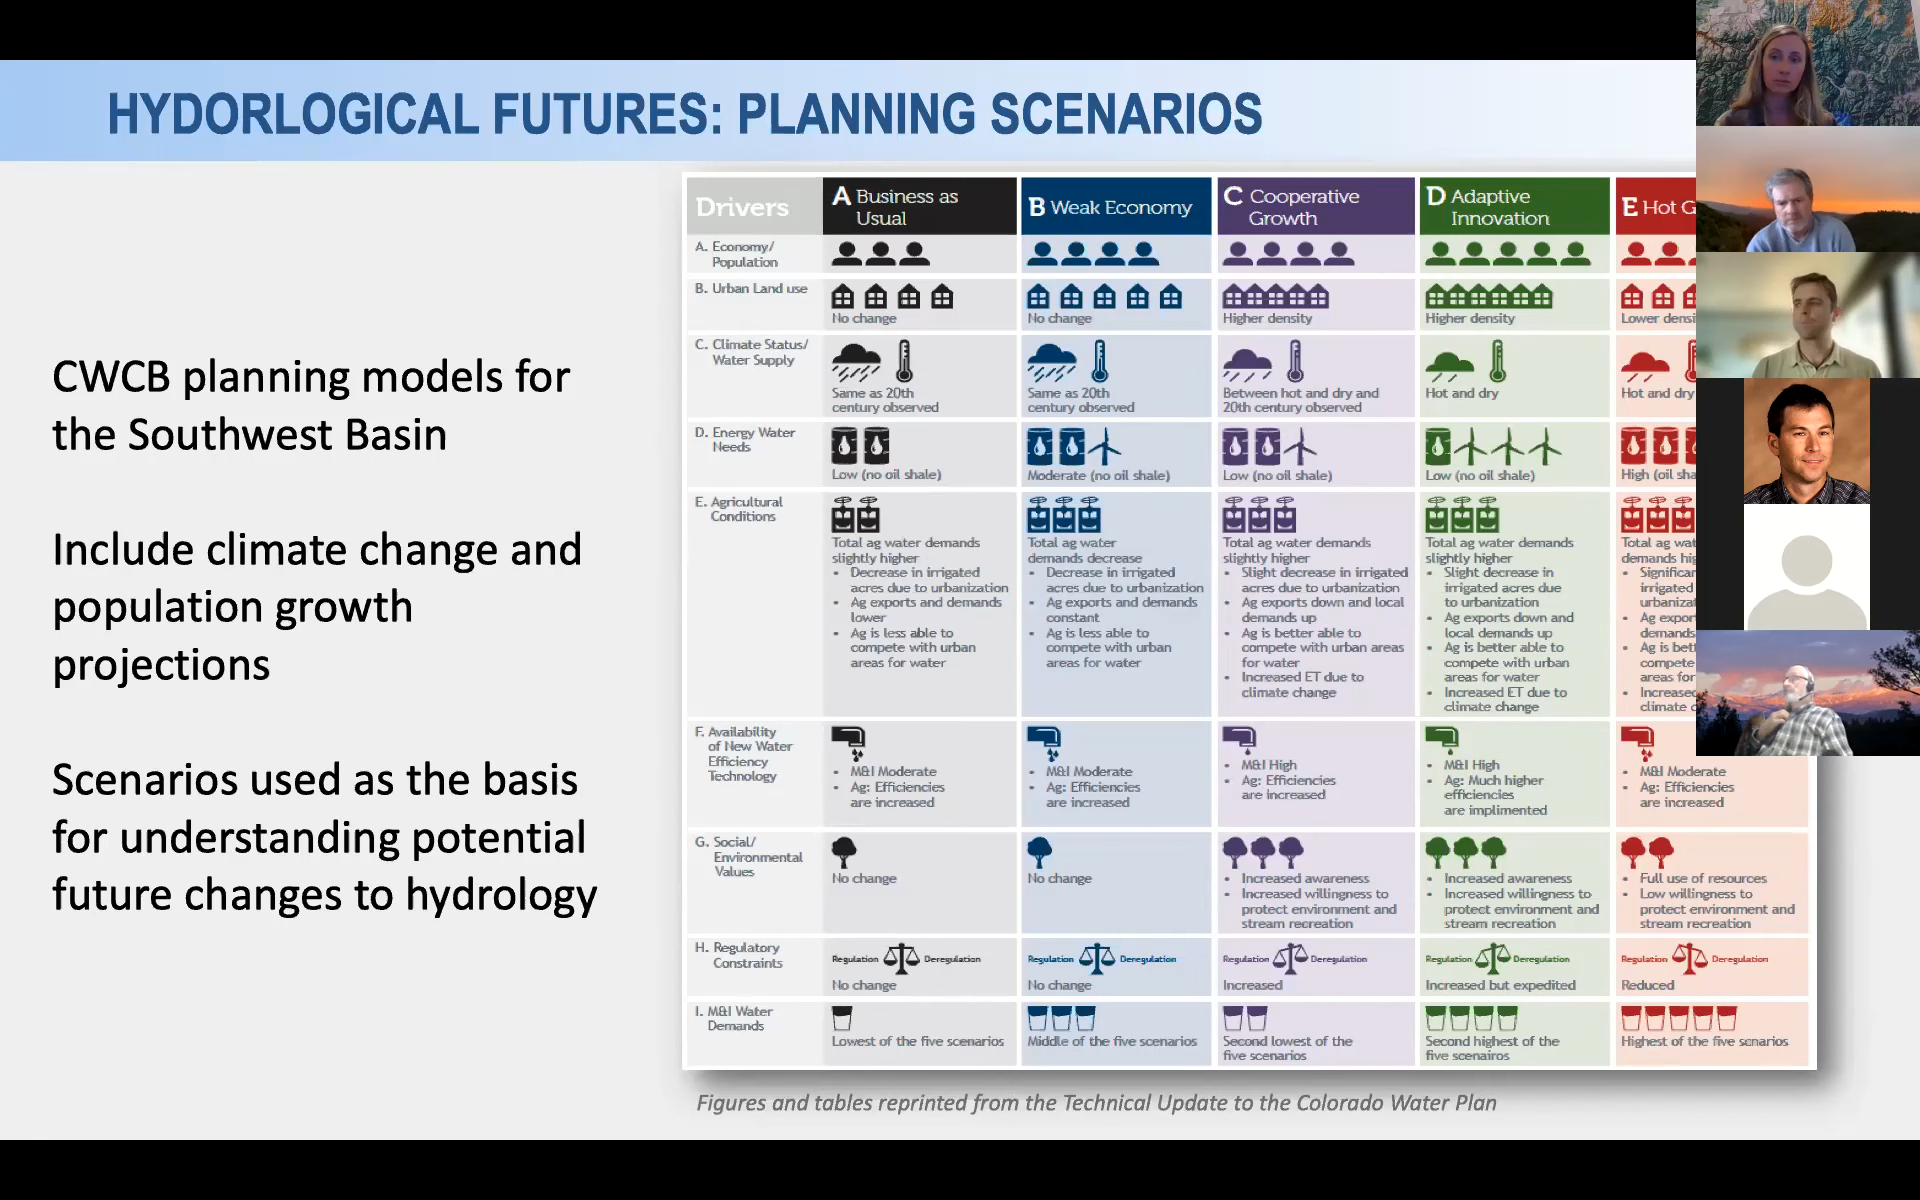 HYDORLOGICAL FUTURES: PLANNING SCENARIOS
CWCB planning models for
the Southwest Basin
Include climate change and
population growth
projections
Scenarios used as the basis
for understanding potential
future changes to hydrology
Drivers
A Business as
Usual
B Weak Economy
C Cooperative
Growth
D Adaptive
Innovation
E Hot G
A. Economy/
Population
B. Urban Land use
No change
No change
Higher density
Higher density
Lower densi
C. Climate Status/
Water Supply
Same as 20th
century observed
Same as 20th
century observed
Between hot and dry and
20th century observed
Hot and dry
Hot and dry
D. Energy Water
Needs
Low (no oil shale)
Moderate (no oil shale)
Low (no oil shale)
Low (no oil shale)
High (oil sha
E. Agricultural
Conditions
Total ag water demands
slightly higher
• Decrease in irrigated
acres due to urbanization
• Ag exports and demands
lower
• Ag is less able to
compete with urban
areas for water
Total ag water
demands decrease
• Decrease in irrigated
acres due to urbanization
• Ag exports and demands
constant
• Ag is less able to
compete with urban
areas for water
Total ag water demands
slightly higher
• Slight decrease in irrigated
acres due to urbanization
• Ag exports down and local
demands up
• Ag is better able to
compete with urban areas
for water
• Increased ET due to
climate change
Total ag water demands
slightly higher
• Slight decrease in
irrigated acres due
to urbanization
• Ag exports down and
local demands up
• Ag is better able to
compete with urban
areas for water
• Increased ET due to
climate change
Total ag wat
demands hig
• Significan
irrigated
urbaniza
• Ag export
demands
• Ag is bett
compete
areas for
• Increased
climate c
F. Availability
of New Water
Efficiency
Technology
• M&I Moderate
• Ag: Efficiencies
are increased
• M&I Moderate
• Ag: Efficiencies
are increased
• M&I High
• Ag: Efficiencies
are increased
• M&I High
• Ag: Much higher
efficiencies
are implimented
• M&I Moderate
• Ag: Efficiencies
are increased
G. Social/
Environmental
Values
No change
No change
• Increased awareness
• Increased willingness to
protect environment and
stream recreation
• Increased awareness
• Increased willingness to
protect environment and
stream recreation
• Full use of resources
• Low willingness to
protect environment and
stream recreation
H. Regulatory
Constraints
Regulation Deregulation
No change
Regulation Deregulation
No change
Regulation Deregulation
Increased
Regulation Deregulation
Increased but expedited
Regulation Deregulation
Reduced
I. M&I Water
Demands
Lowest of the five scenarios
Middle of the five scenarios
Second lowest of the
five scenarios
Second highest of the
five scenairos
Highest of the five scenarios
Figures and tables reprinted from the Technical Update to the Colorado Water Plan